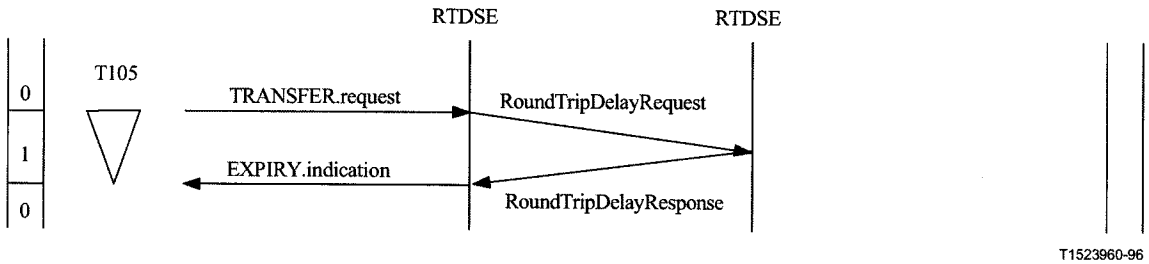 RTDSE
RTDSE
T105
0
TRANSFER.request
RoundTripDelayRequest
1
EXPIRY.indication
0
RoundTripDelayResponse
T1523960-96